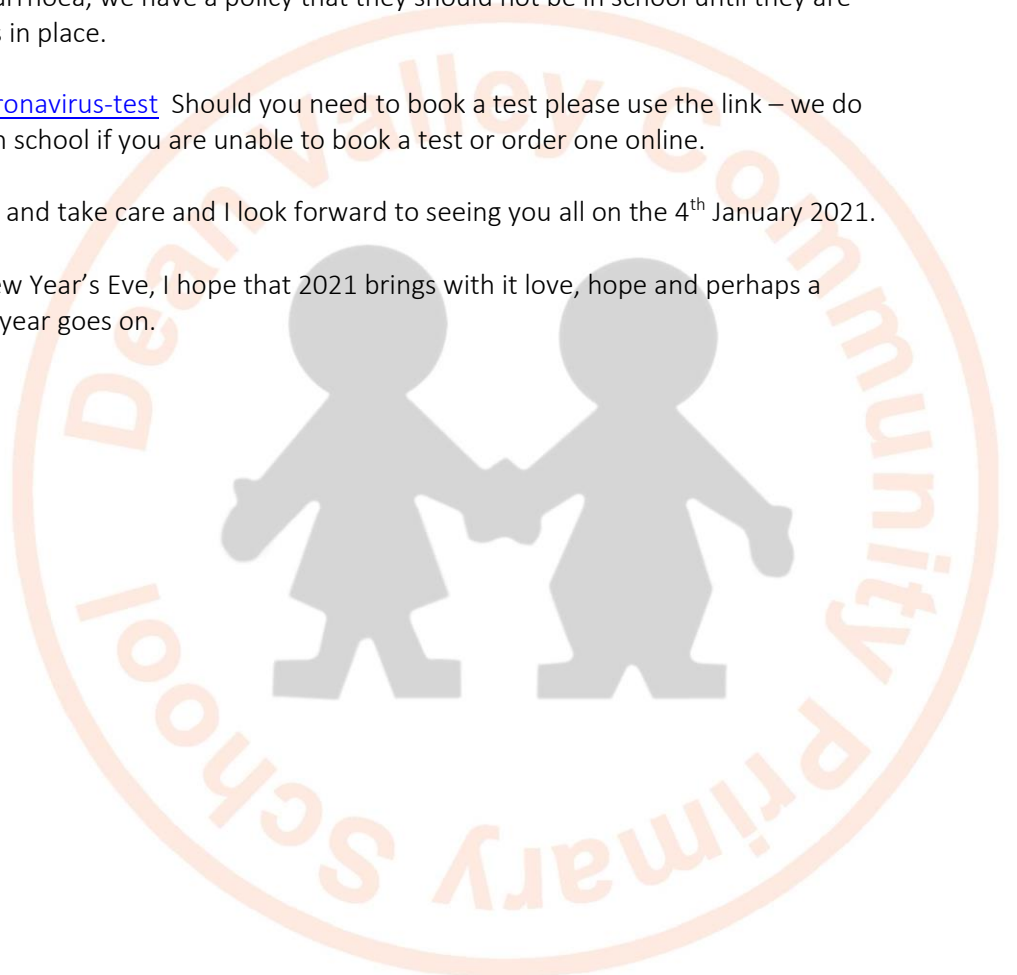 we have a policy that they should not be in school until they are
in place.
ronavirus-test Should you need to book a test please use the link – we do
school if you are unable to book a test or order one online.
and take care and I look forward to seeing you all on the 4th January 2021.
Year’s Eve, I hope that 2021 brings with it love, hope and perhaps a
year goes on.
Dean Valley Community Primary School